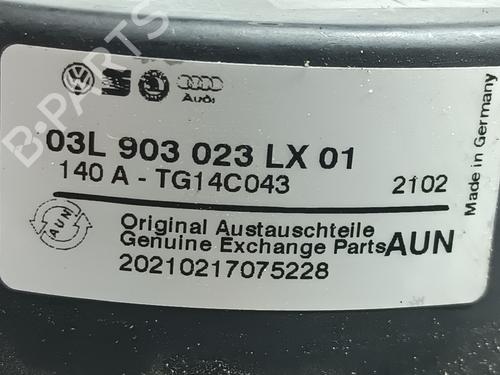 B-PARTS
Audi
03L 903 023 LX 01
140 A - TG14C043 2102
Made in Germany
AUN
Original Austauschteile
Genuine Exchange Parts AUN
20210217075228